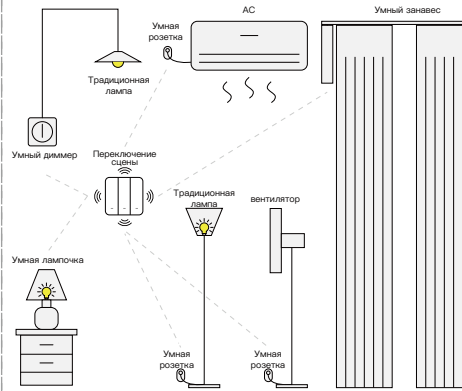 АС
Умный занавес
Умная
розетка
Традиционная
лампа
Умный диммер
Переключение
сцены
Традиционная
лампа
вентилятор
Умная лампочка
Умная
розетка
Умная
розетка